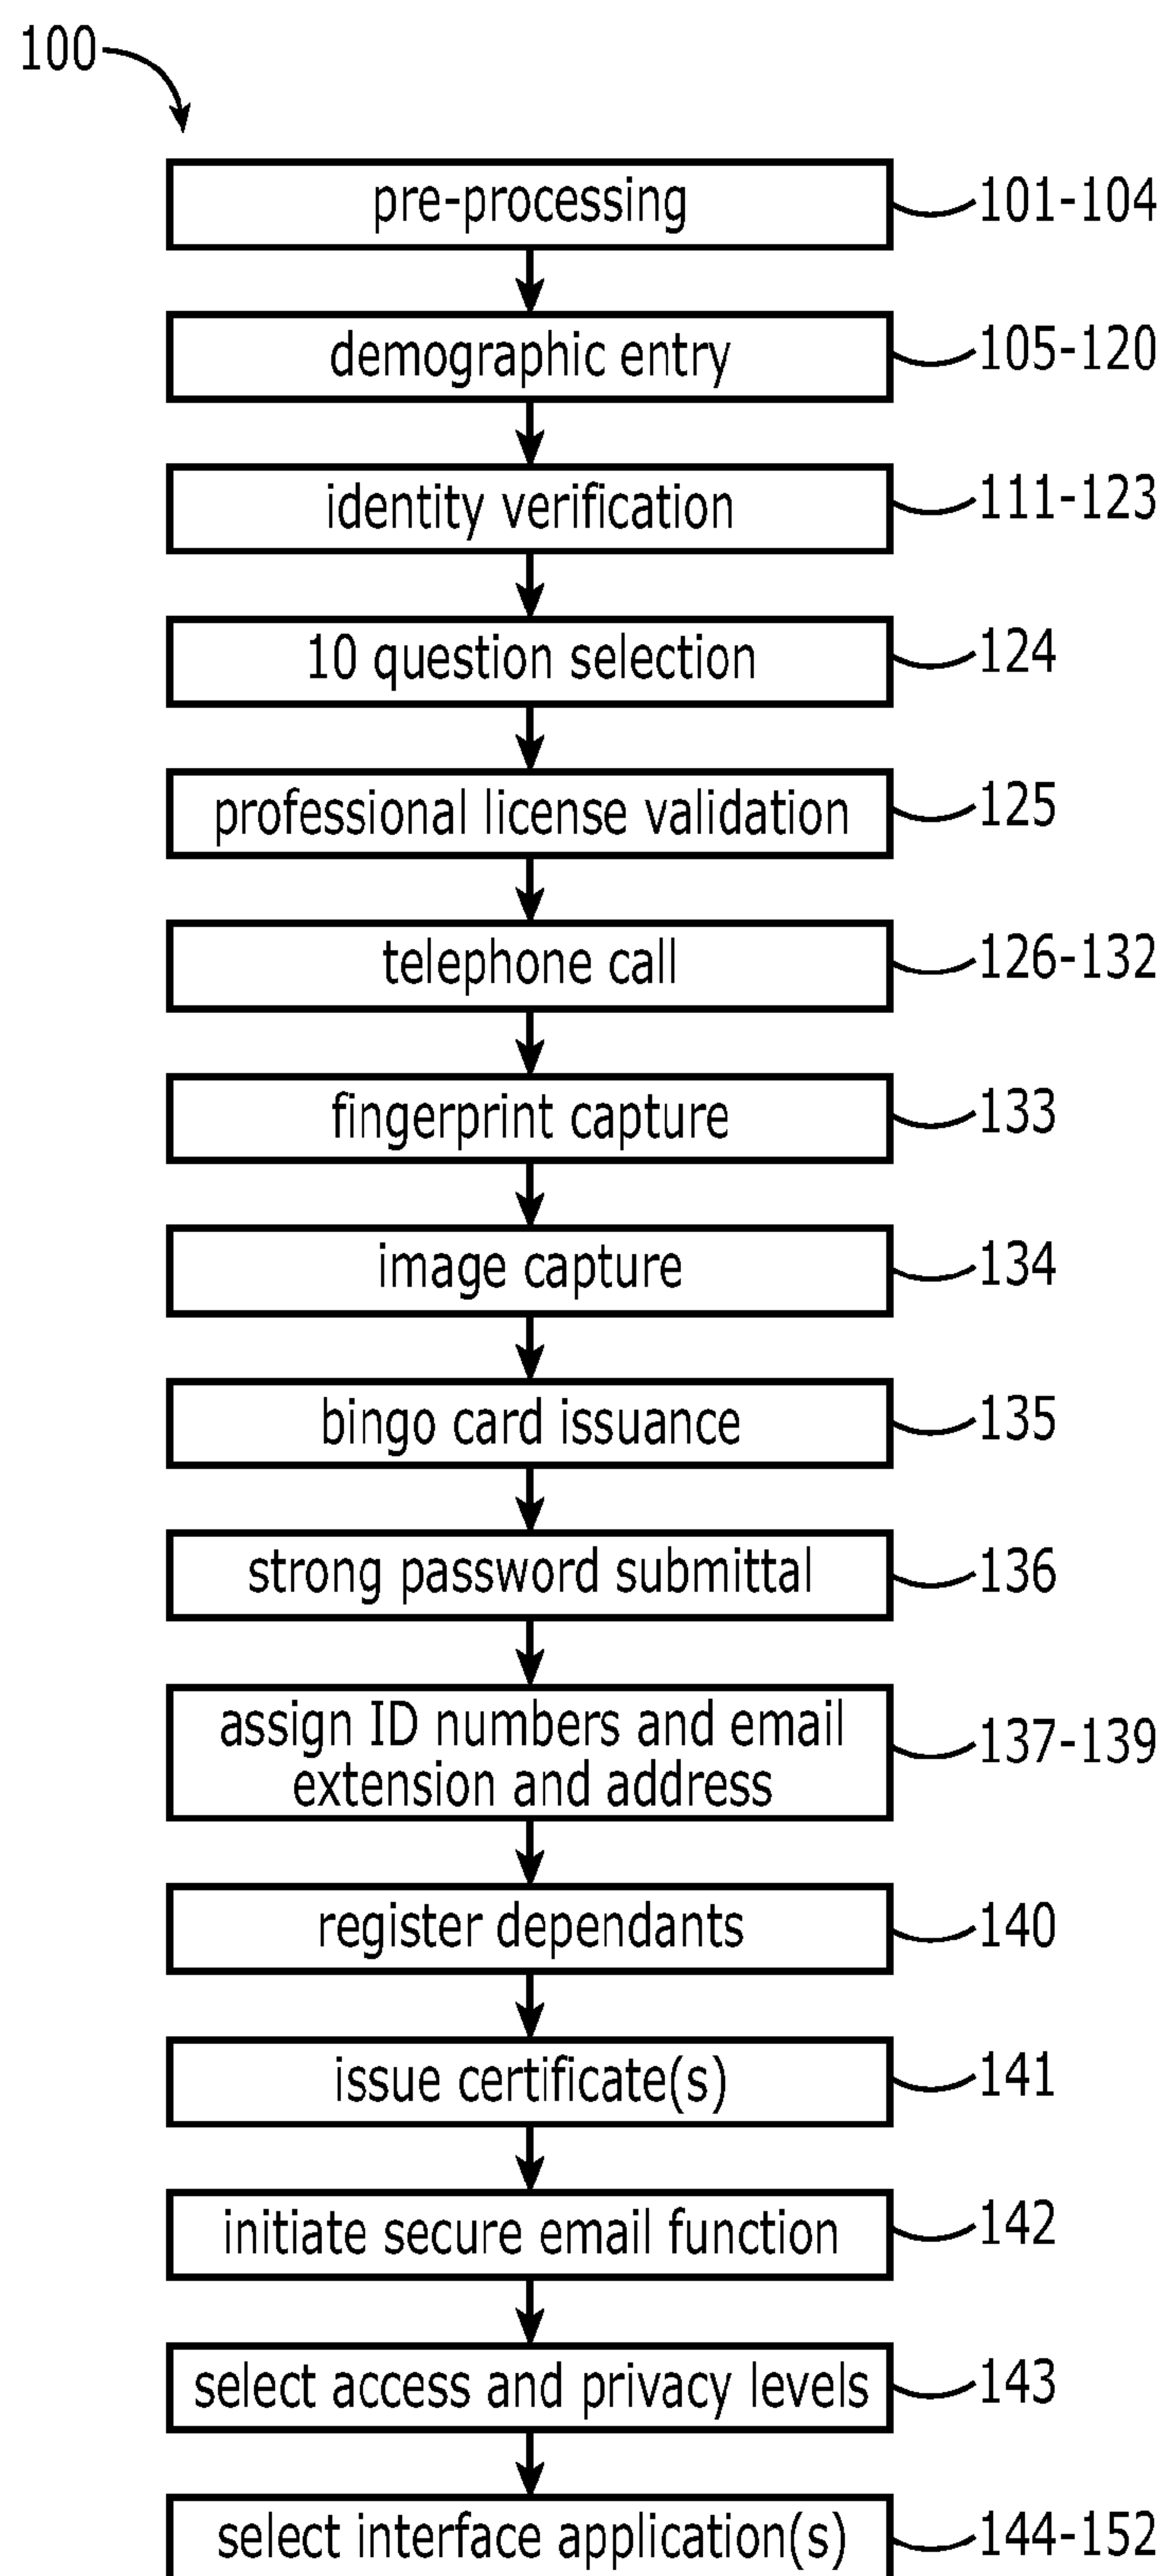 100
pre-processing 101-104
demographic entry 105-120
identity verification 111-123
10 question selection 124
professional license validation 125
telephone call 126-132
fingerprint capture 133
image capture 134
bingo card issuance 135
strong password submittal 136
assign ID numbers and email
extension and address 137-139
register dependants 140
issue certificate(s) 141
initiate secure email function 142
select access and privacy levels 143
select interface application(s) 144-152